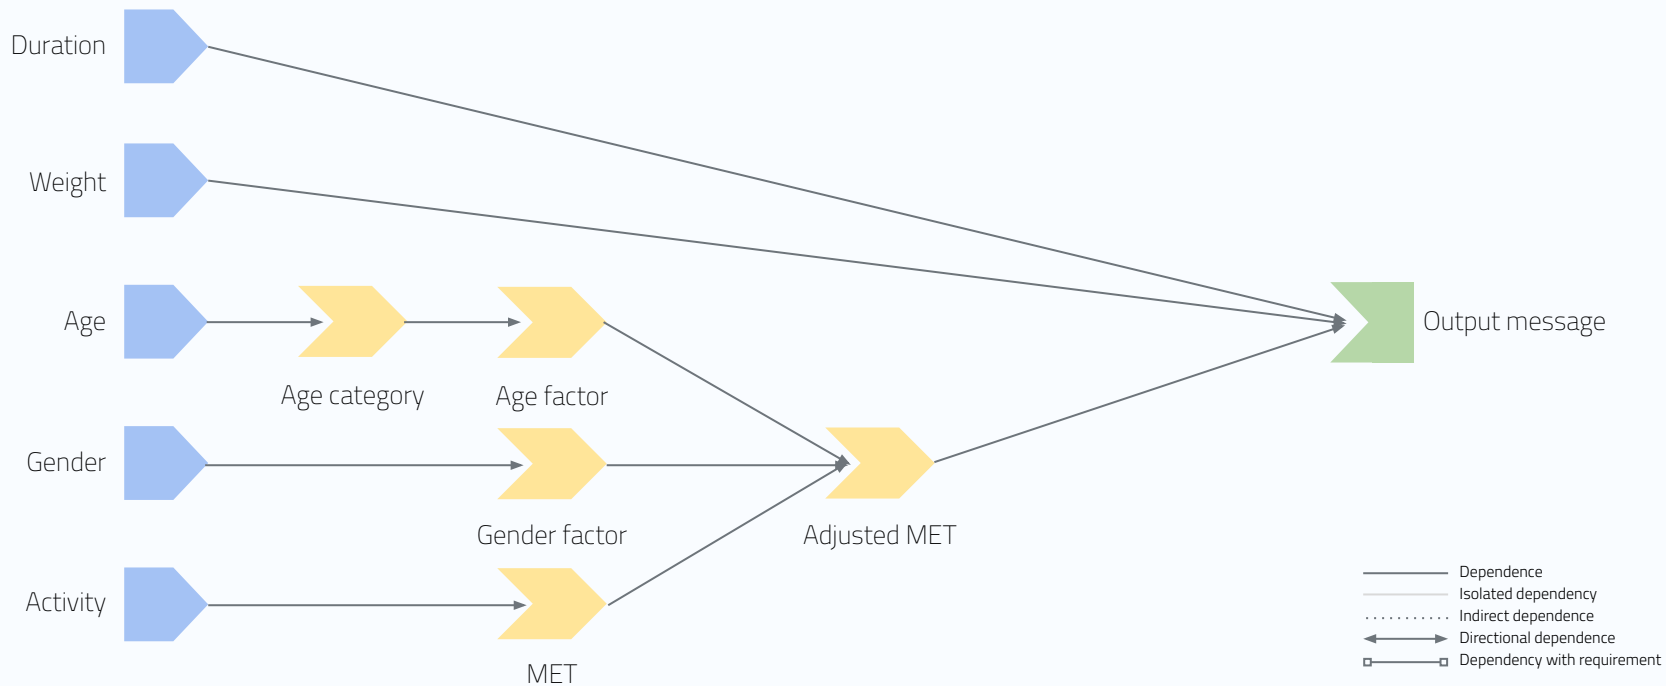 Duration
Weight
Age
Output message
Age category
Age factor
Gender
Gender factor
Adjusted MET
Activity
MET
Dependence
Isolated dependency
Indirect dependence
Directional dependence
Dependency with requirement